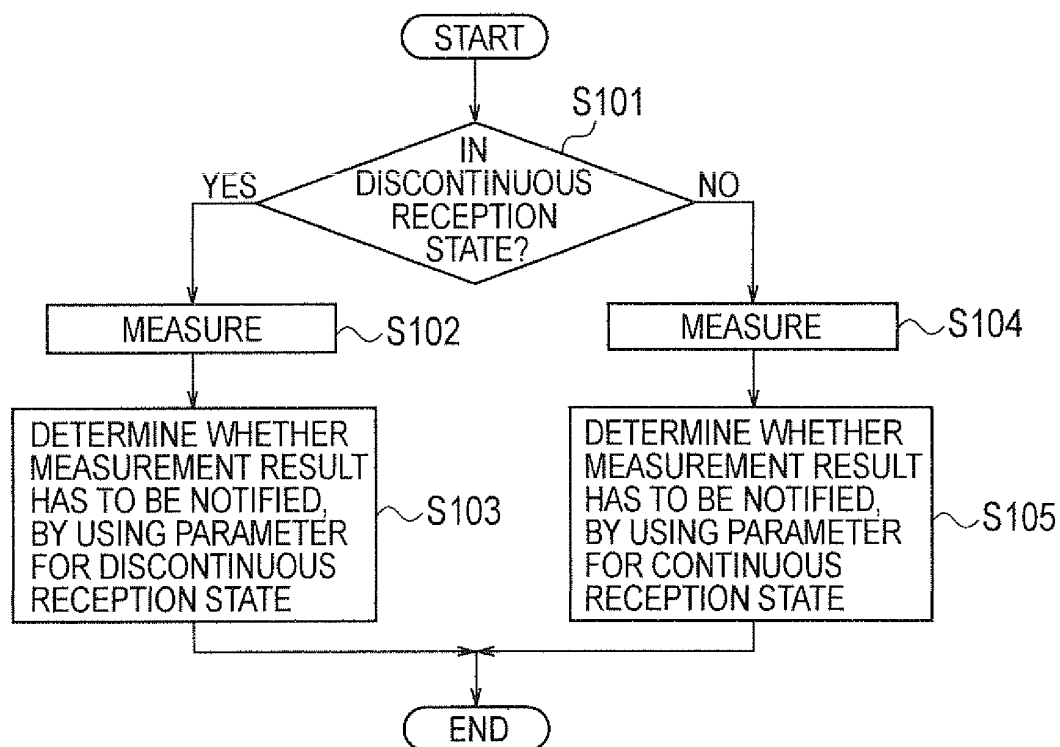 START
S101
IN
DISCONTINUOUS
RECEPTION
STATE?
YES
NO
MEASURE
S102
MEASURE
S104
DETERMINE WHETHER
MEASUREMENT RESULT
HAS TO BE NOTIFIED,
BY USING PARAMETER
FOR DISCONTINUOUS
RECEPTION STATE
S103
DETERMINE WHETHER
MEASUREMENT RESULT
HAS TO BE NOTIFIED,
BY USING PARAMETER
FOR CONTINUOUS
RECEPTION STATE
S105
END